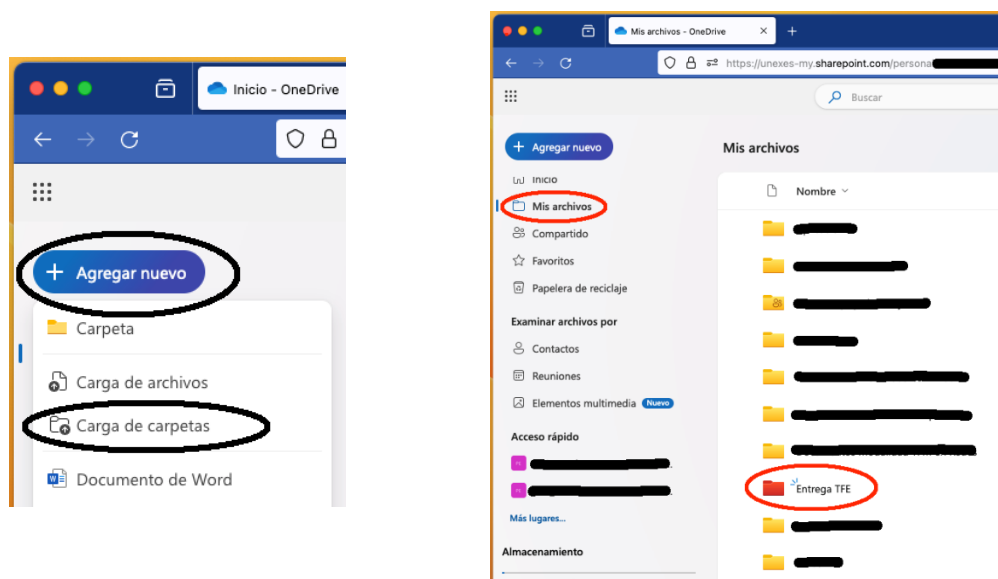 Inicio - OneDrive
+ Agregar nuevo
Carpeta
Carga de archivos
Carga de carpetas
Documento de Word
Mis archivos - OneDrive
https://unexes-my.sharepoint.com/persona
Buscar
+ Agregar nuevo
Inicio
Mis archivos
Compartido
Favoritos
Papelera de reciclaje
Examinar archivos por
Contactos
Reuniones
Elementos multimedia Nuevo
Acceso rápido
Más lugares...
Almacenamiento
Mis archivos
Nombre
Entrega TFE